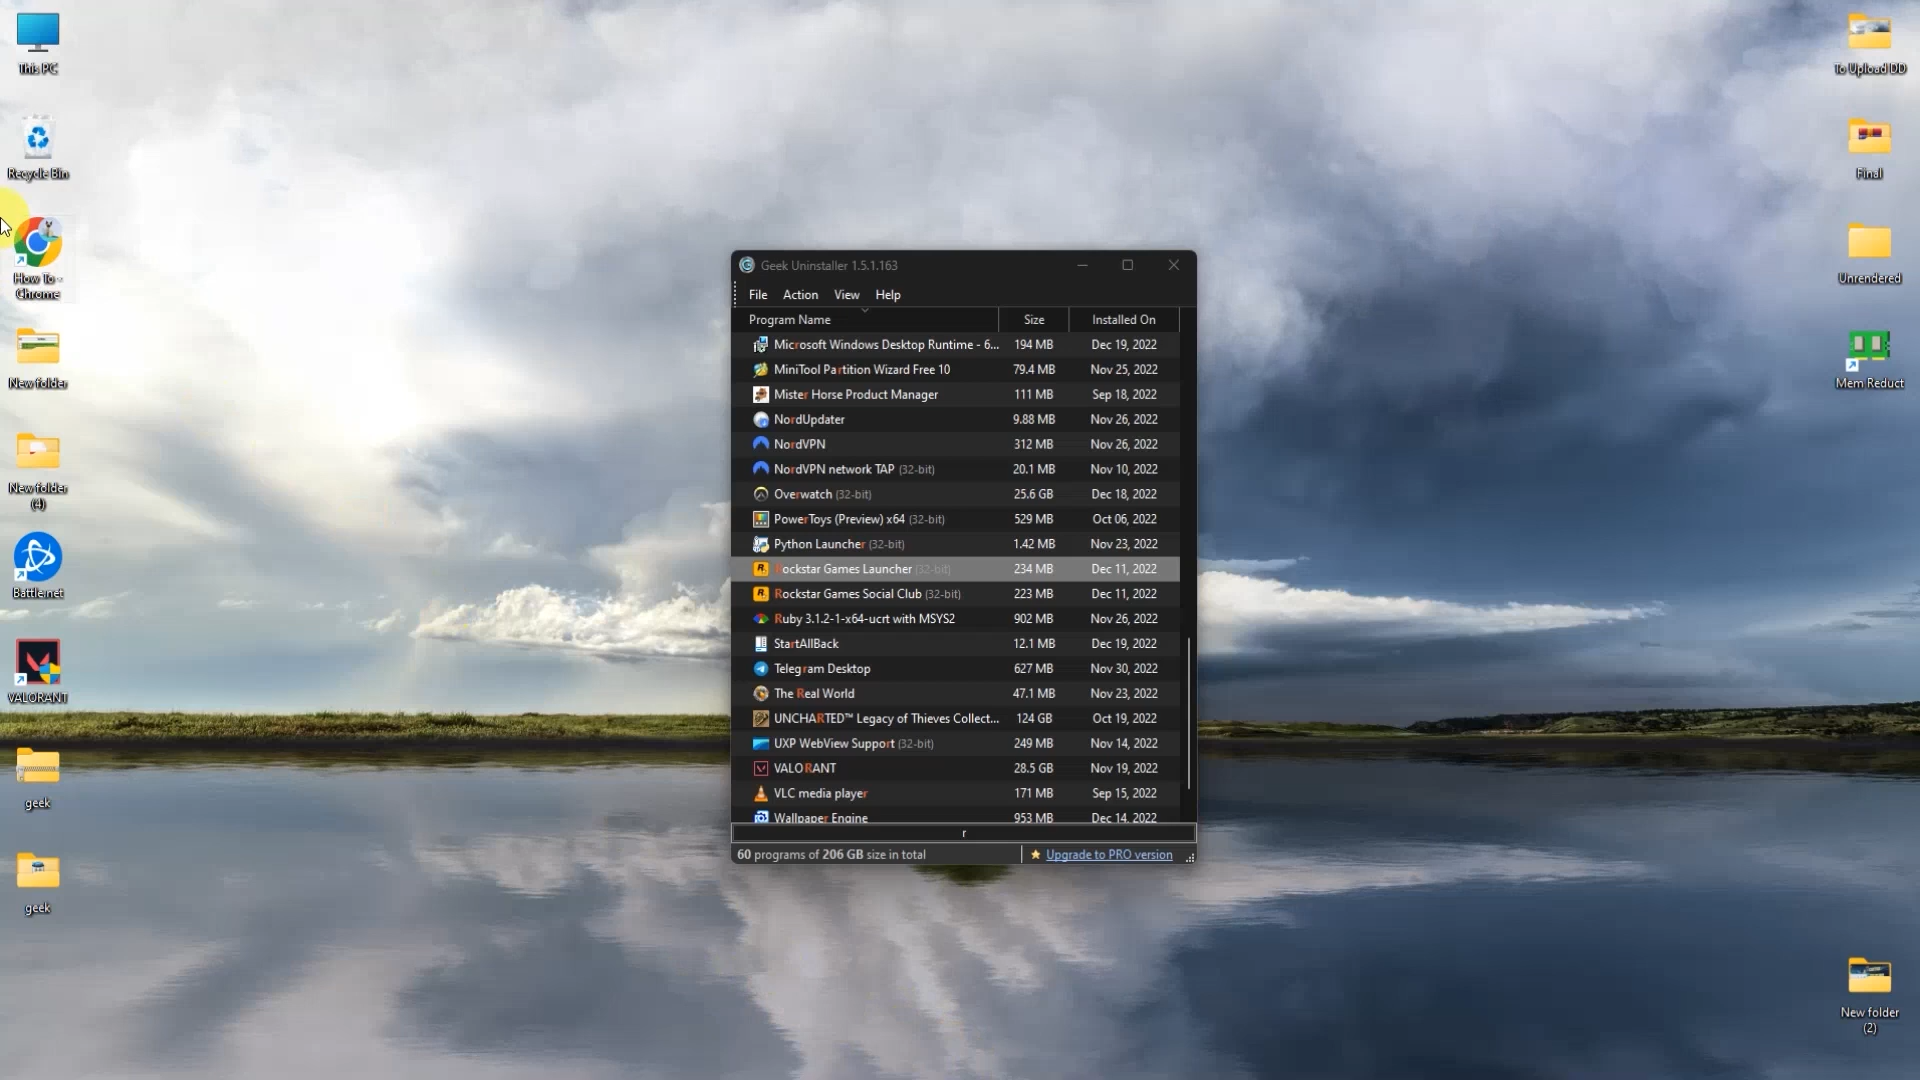 This PC
Recycle Bin
How To -
Chrome
New folder
New folder
(4)
Battle.net
VALORANT
geek
geek
Geek Uninstaller 1.5.1.163
File Action View Help
Program Name Size Installed On
Microsoft Windows Desktop Runtime - 6... 194 MB Dec 19, 2022
MiniTool Partition Wizard Free 10 79.4 MB Nov 25, 2022
Mister Horse Product Manager 111 MB Sep 18, 2022
NordUpdater 9.88 MB Nov 26, 2022
NordVPN 312 MB Nov 26, 2022
NordVPN network TAP (32-bit) 20.1 MB Nov 10, 2022
Overwatch (32-bit) 25.6 GB Dec 18, 2022
PowerToys (Preview) x64 (32-bit) 529 MB Oct 06, 2022
Python Launcher (32-bit) 1.42 MB Nov 23, 2022
Rockstar Games Launcher (32-bit) 234 MB Dec 11, 2022
Rockstar Games Social Club (32-bit) 223 MB Dec 11, 2022
Ruby 3.1.2-1-x64-ucrt with MSYS2 902 MB Nov 26, 2022
StartAllBack 12.1 MB Dec 19, 2022
Telegram Desktop 627 MB Nov 30, 2022
The Real World 47.1 MB Nov 23, 2022
UNCHARTED™ Legacy of Thieves Collect... 124 GB Oct 19, 2022
UXP WebView Support (32-bit) 249 MB Nov 14, 2022
VALORANT 28.5 GB Nov 19, 2022
VLC media player 171 MB Sep 15, 2022
Wallpaper Engine 953 MB Dec 14, 2022
r
60 programs of 206 GB size in total Upgrade to PRO version
To Upload DD
Final
Unrendered
Mem Reduct
New folder
(2)